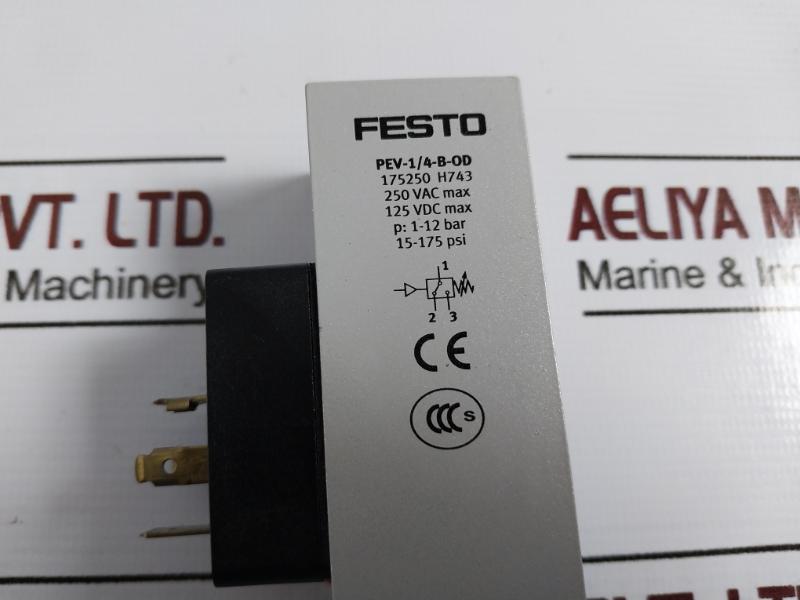 FESTO
PEV-1/4-B-OD
175250 H743
250 VAC max
125 VDC max
p: 1-12 bar
15-175 psi
1
2 3
CE
CCC S
VT. LTD.
Machinery
AELIYA M
Marine &